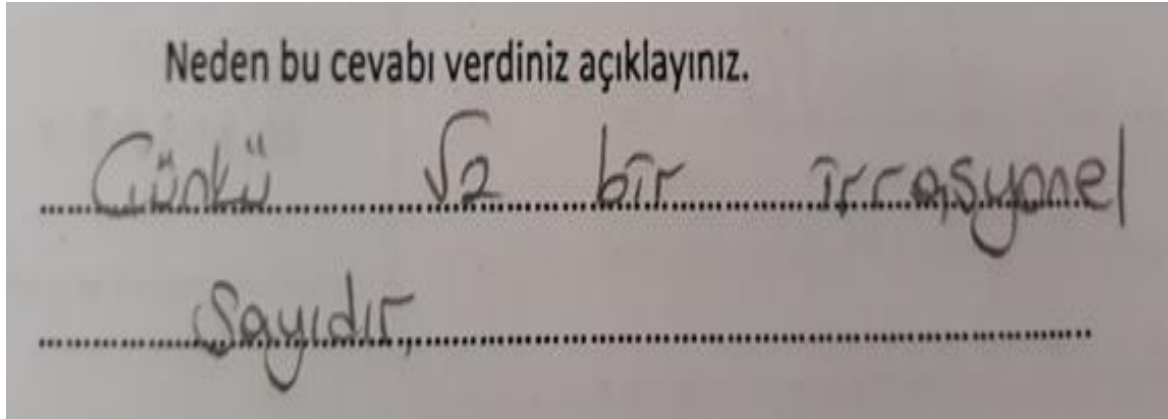 Neden bu cevabı verdiniz açıklayınız.
Çünkü √2 bir irrasyonel
sayıdır.